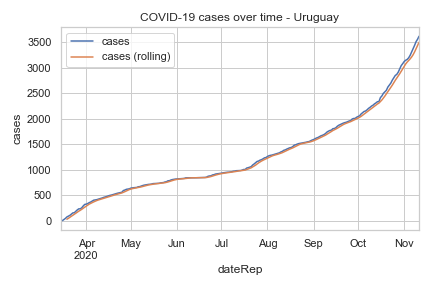 COVID-19 cases over time - Uruguay
cases
cases (rolling)
3500
3000
2500
2000
1500
1000
500
0
cases
Apr May Jun Jul Aug Sep Oct Nov
2020
dateRep